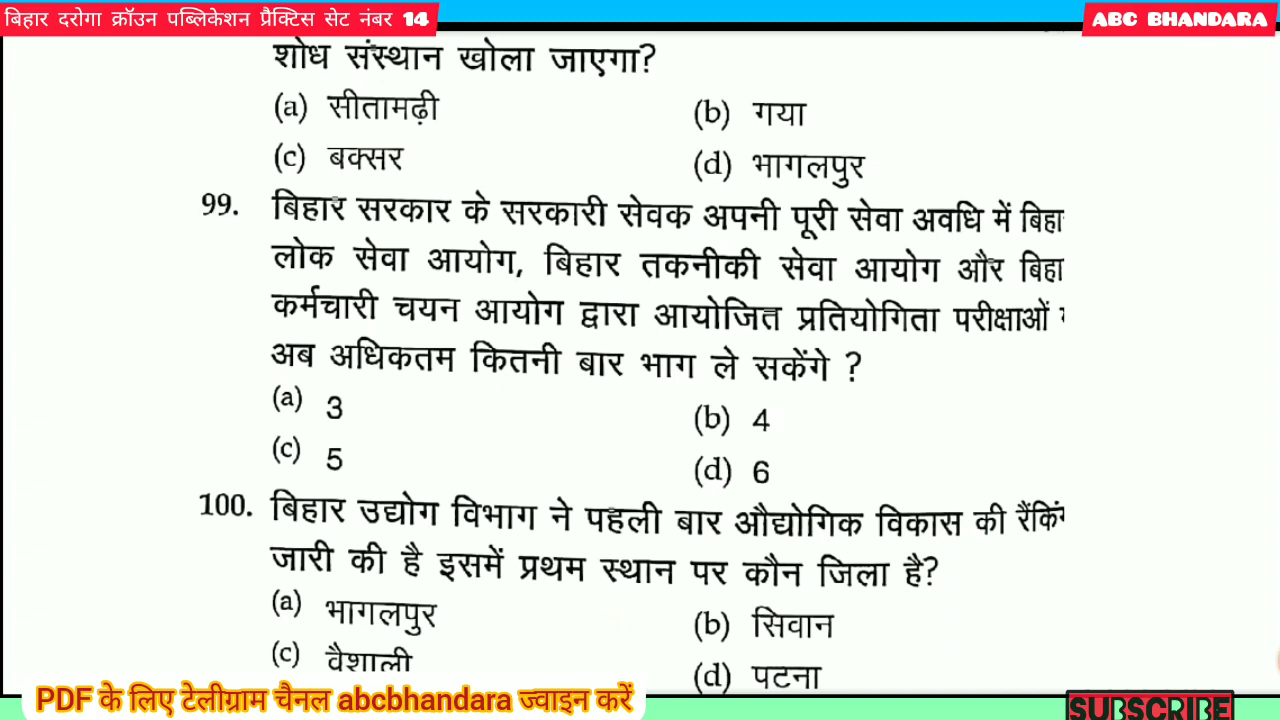 बिहार दरोगा क्रॉउन पब्लिकेशन प्रैक्टिस सेट नंबर 14
ABC BHANDARA
शोध संस्थान खोला जाएगा?
(a) सीतामढ़ी (b) गया
(c) बक्सर (d) भागलपुर
99. बिहार सरकार के सरकारी सेवक अपनी पूरी सेवा अवधि में
लोक सेवा आयोग, बिहार तकनीकी सेवा आयोग और
कर्मचारी चयन आयोग द्वारा आयोजित प्रतियोगिता परीक्षाओं
अब अधिकतम कितनी बार भाग ले सकेंगे ?
(a) 3 (b) 4
(c) 5 (d) 6
100. बिहार उद्योग विभाग ने पहली बार औद्योगिक विकास की
जारी की है इसमें प्रथम स्थान पर कौन जिला है?
(a) भागलपुर (b) सिवान
(c) वैशाली (d) पटना
PDF के लिए टेलीग्राम चैनल abcbhandara ज्वाइन करें
SUBSCRIBE